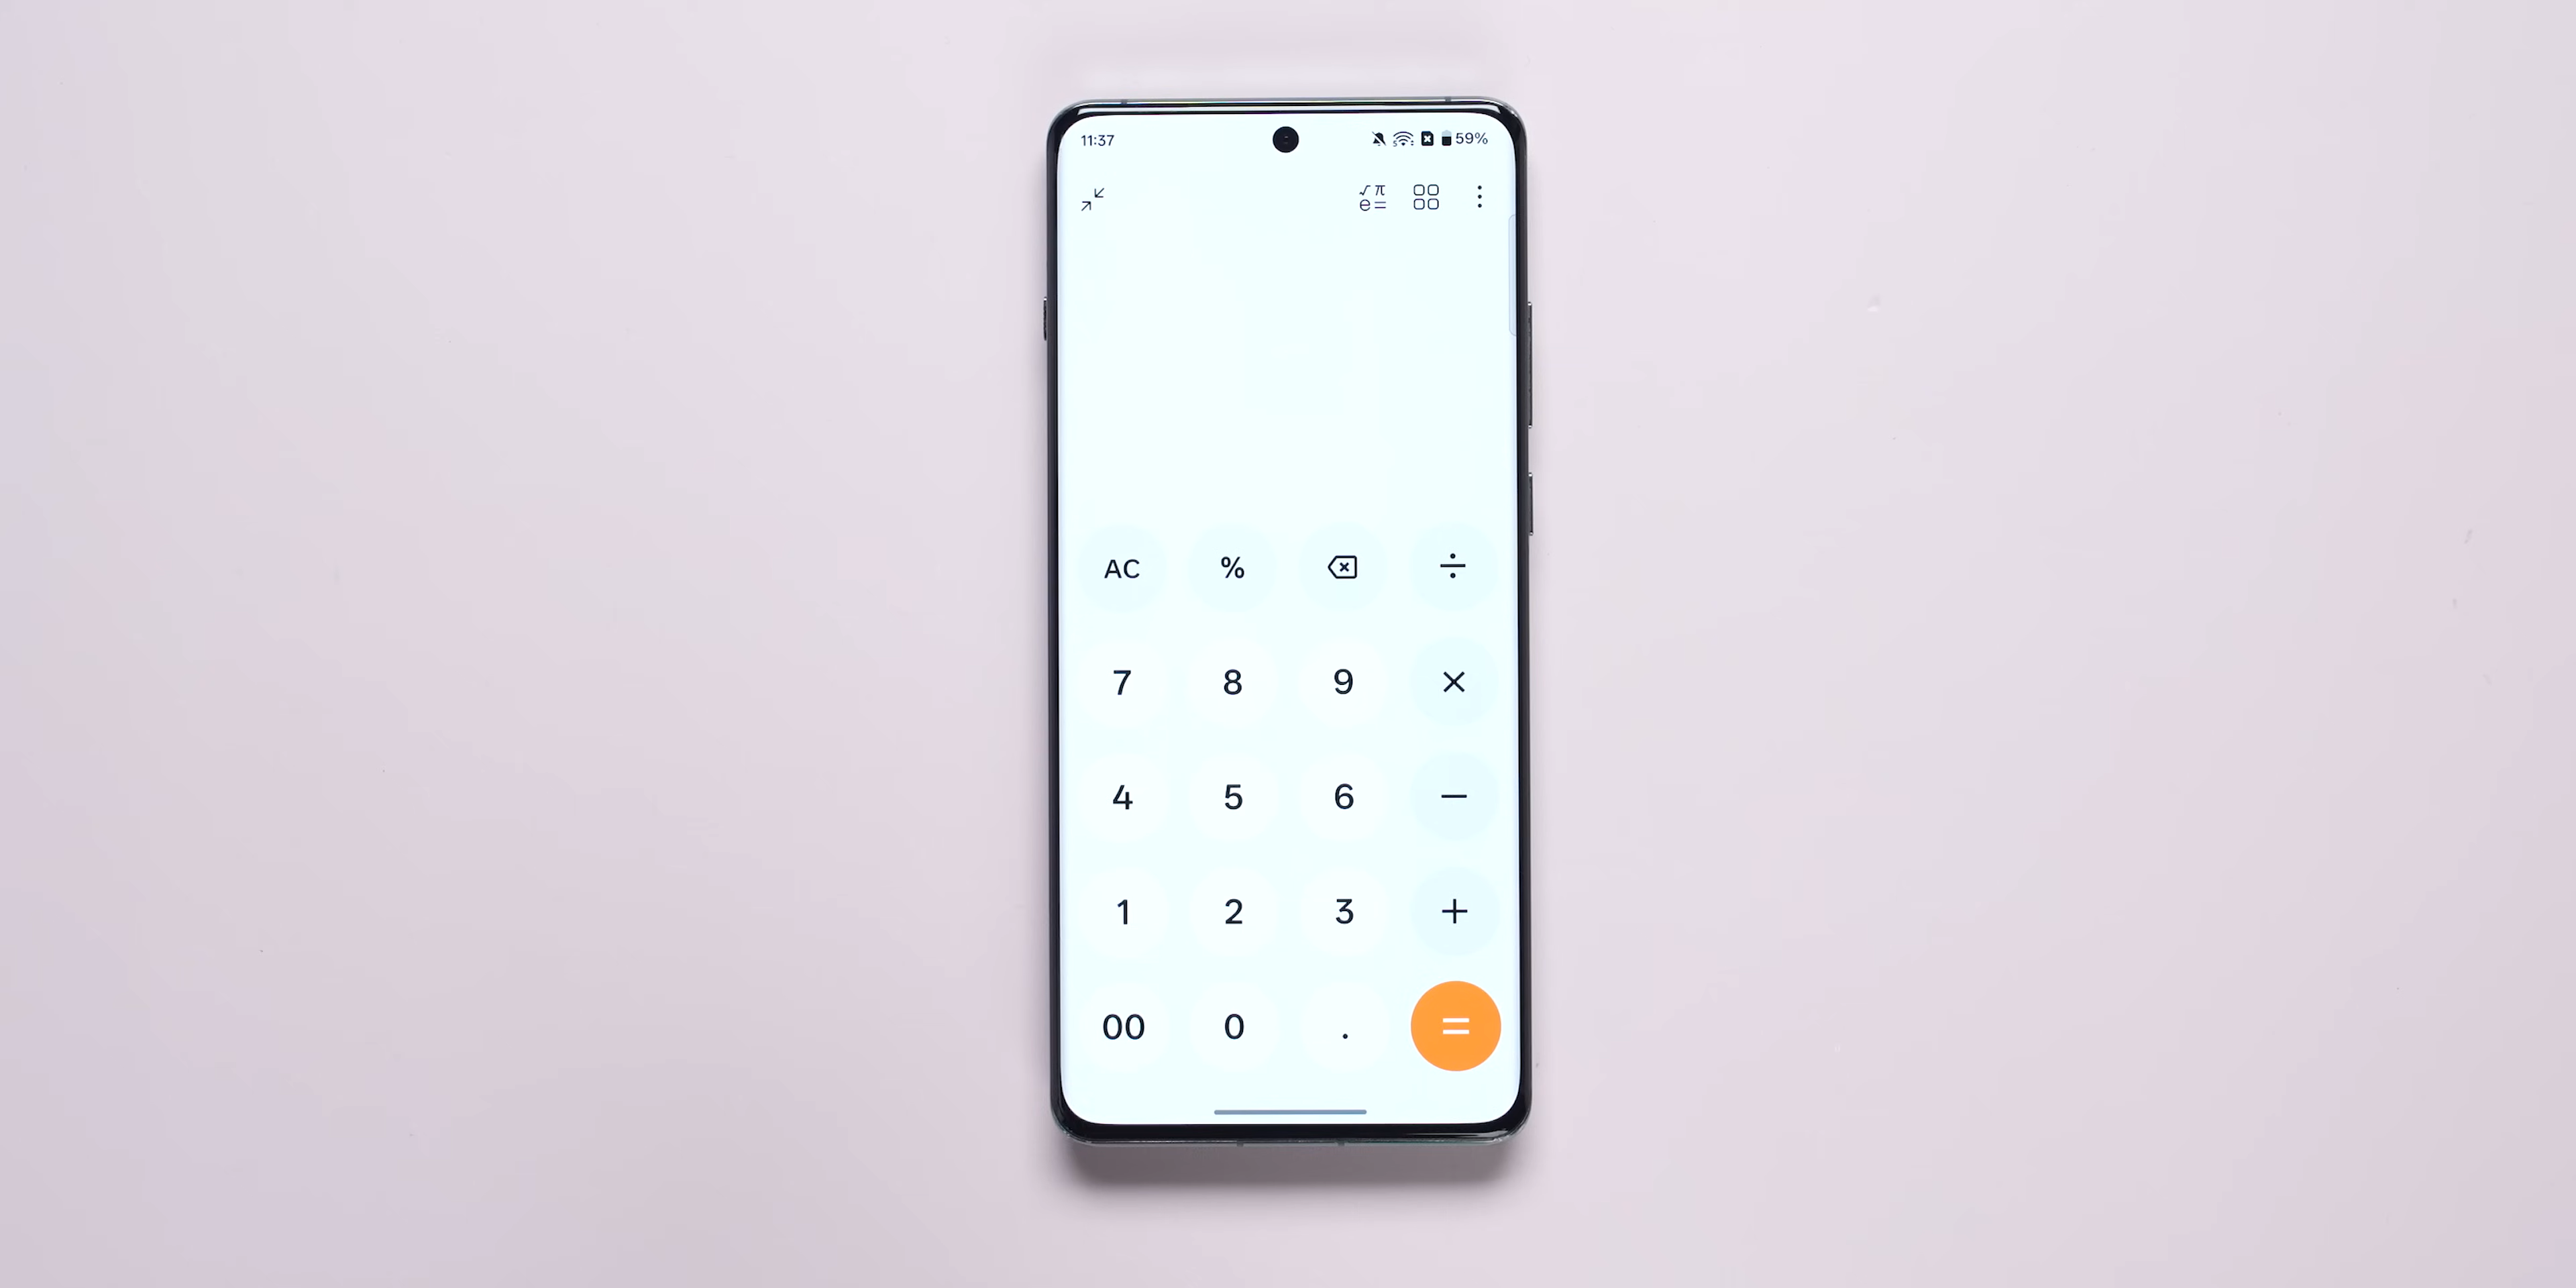 11:37 59%
√ π
e =
AC % ÷
7 8 9 ×
4 5 6 −
1 2 3 +
00 0 . =